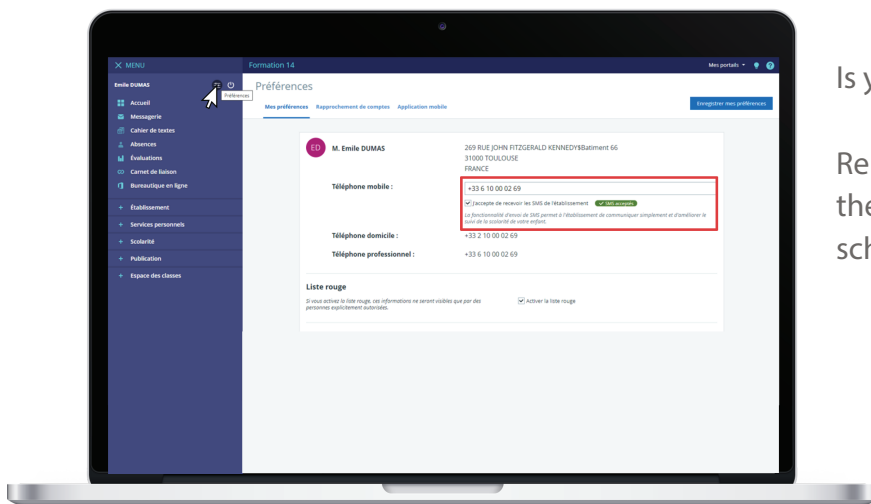 MENU
Formation 14
Mes portails
Emile DUMAS
Préférences
Accueil
Messagerie
Cahier de textes
Absences
Évaluations
Carnet de liaison
Bureautique en ligne
+ Établissement
+ Services personnels
+ Scolarité
+ Publication
+ Espace des classes
Préférences
Mes préférences Rapprochement de comptes Application mobile
Enregistrer mes préférences
ED M. Emile DUMAS
269 RUE JOHN FITZGERALD KENNEDY$Batiment 66
31000 TOULOUSE
FRANCE
Téléphone mobile : +33 6 10 00 02 69
J'accepte de recevoir les SMS de l'établissement SMS acceptés
La fonctionnalité d'envoi de SMS permet à l'établissement de communiquer simplement et d'améliorer le
suivi de la scolarité de votre enfant.
Téléphone domicile : +33 2 10 00 02 69
Téléphone professionnel : +33 6 10 00 02 69
Liste rouge
Si vous activez la liste rouge, ces informations ne seront visibles que par des
personnes explicitement autorisées.
Activer la liste rouge
Is y
Re
the
sch